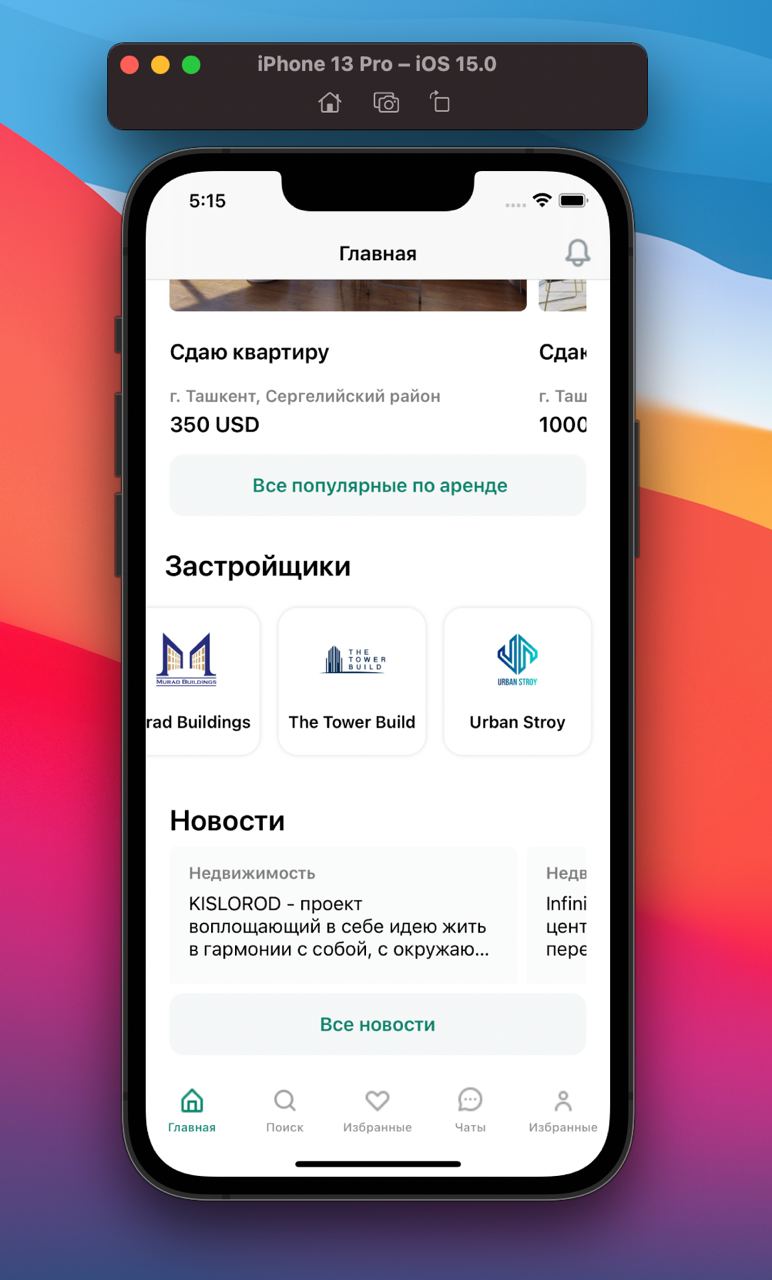 iPhone 13 Pro – iOS 15.0
5:15
Главная
Сдаю квартиру
г. Ташкент, Сергелийский район
350 USD
Сдаю
г. Таш
1000
Все популярные по аренде
Застройщики
MURAD BUILDINGS
rad Buildings
THE
TOWER
BUILD
The Tower Build
URBAN STROY
Urban Stroy
Новости
Недвижимость
KISLOROD - проект
воплощающий в себе идею жить
в гармонии с собой, с окружаю...
Недв
Infini
цент
пере
Все новости
Главная
Поиск
Избранные
Чаты
Избранные